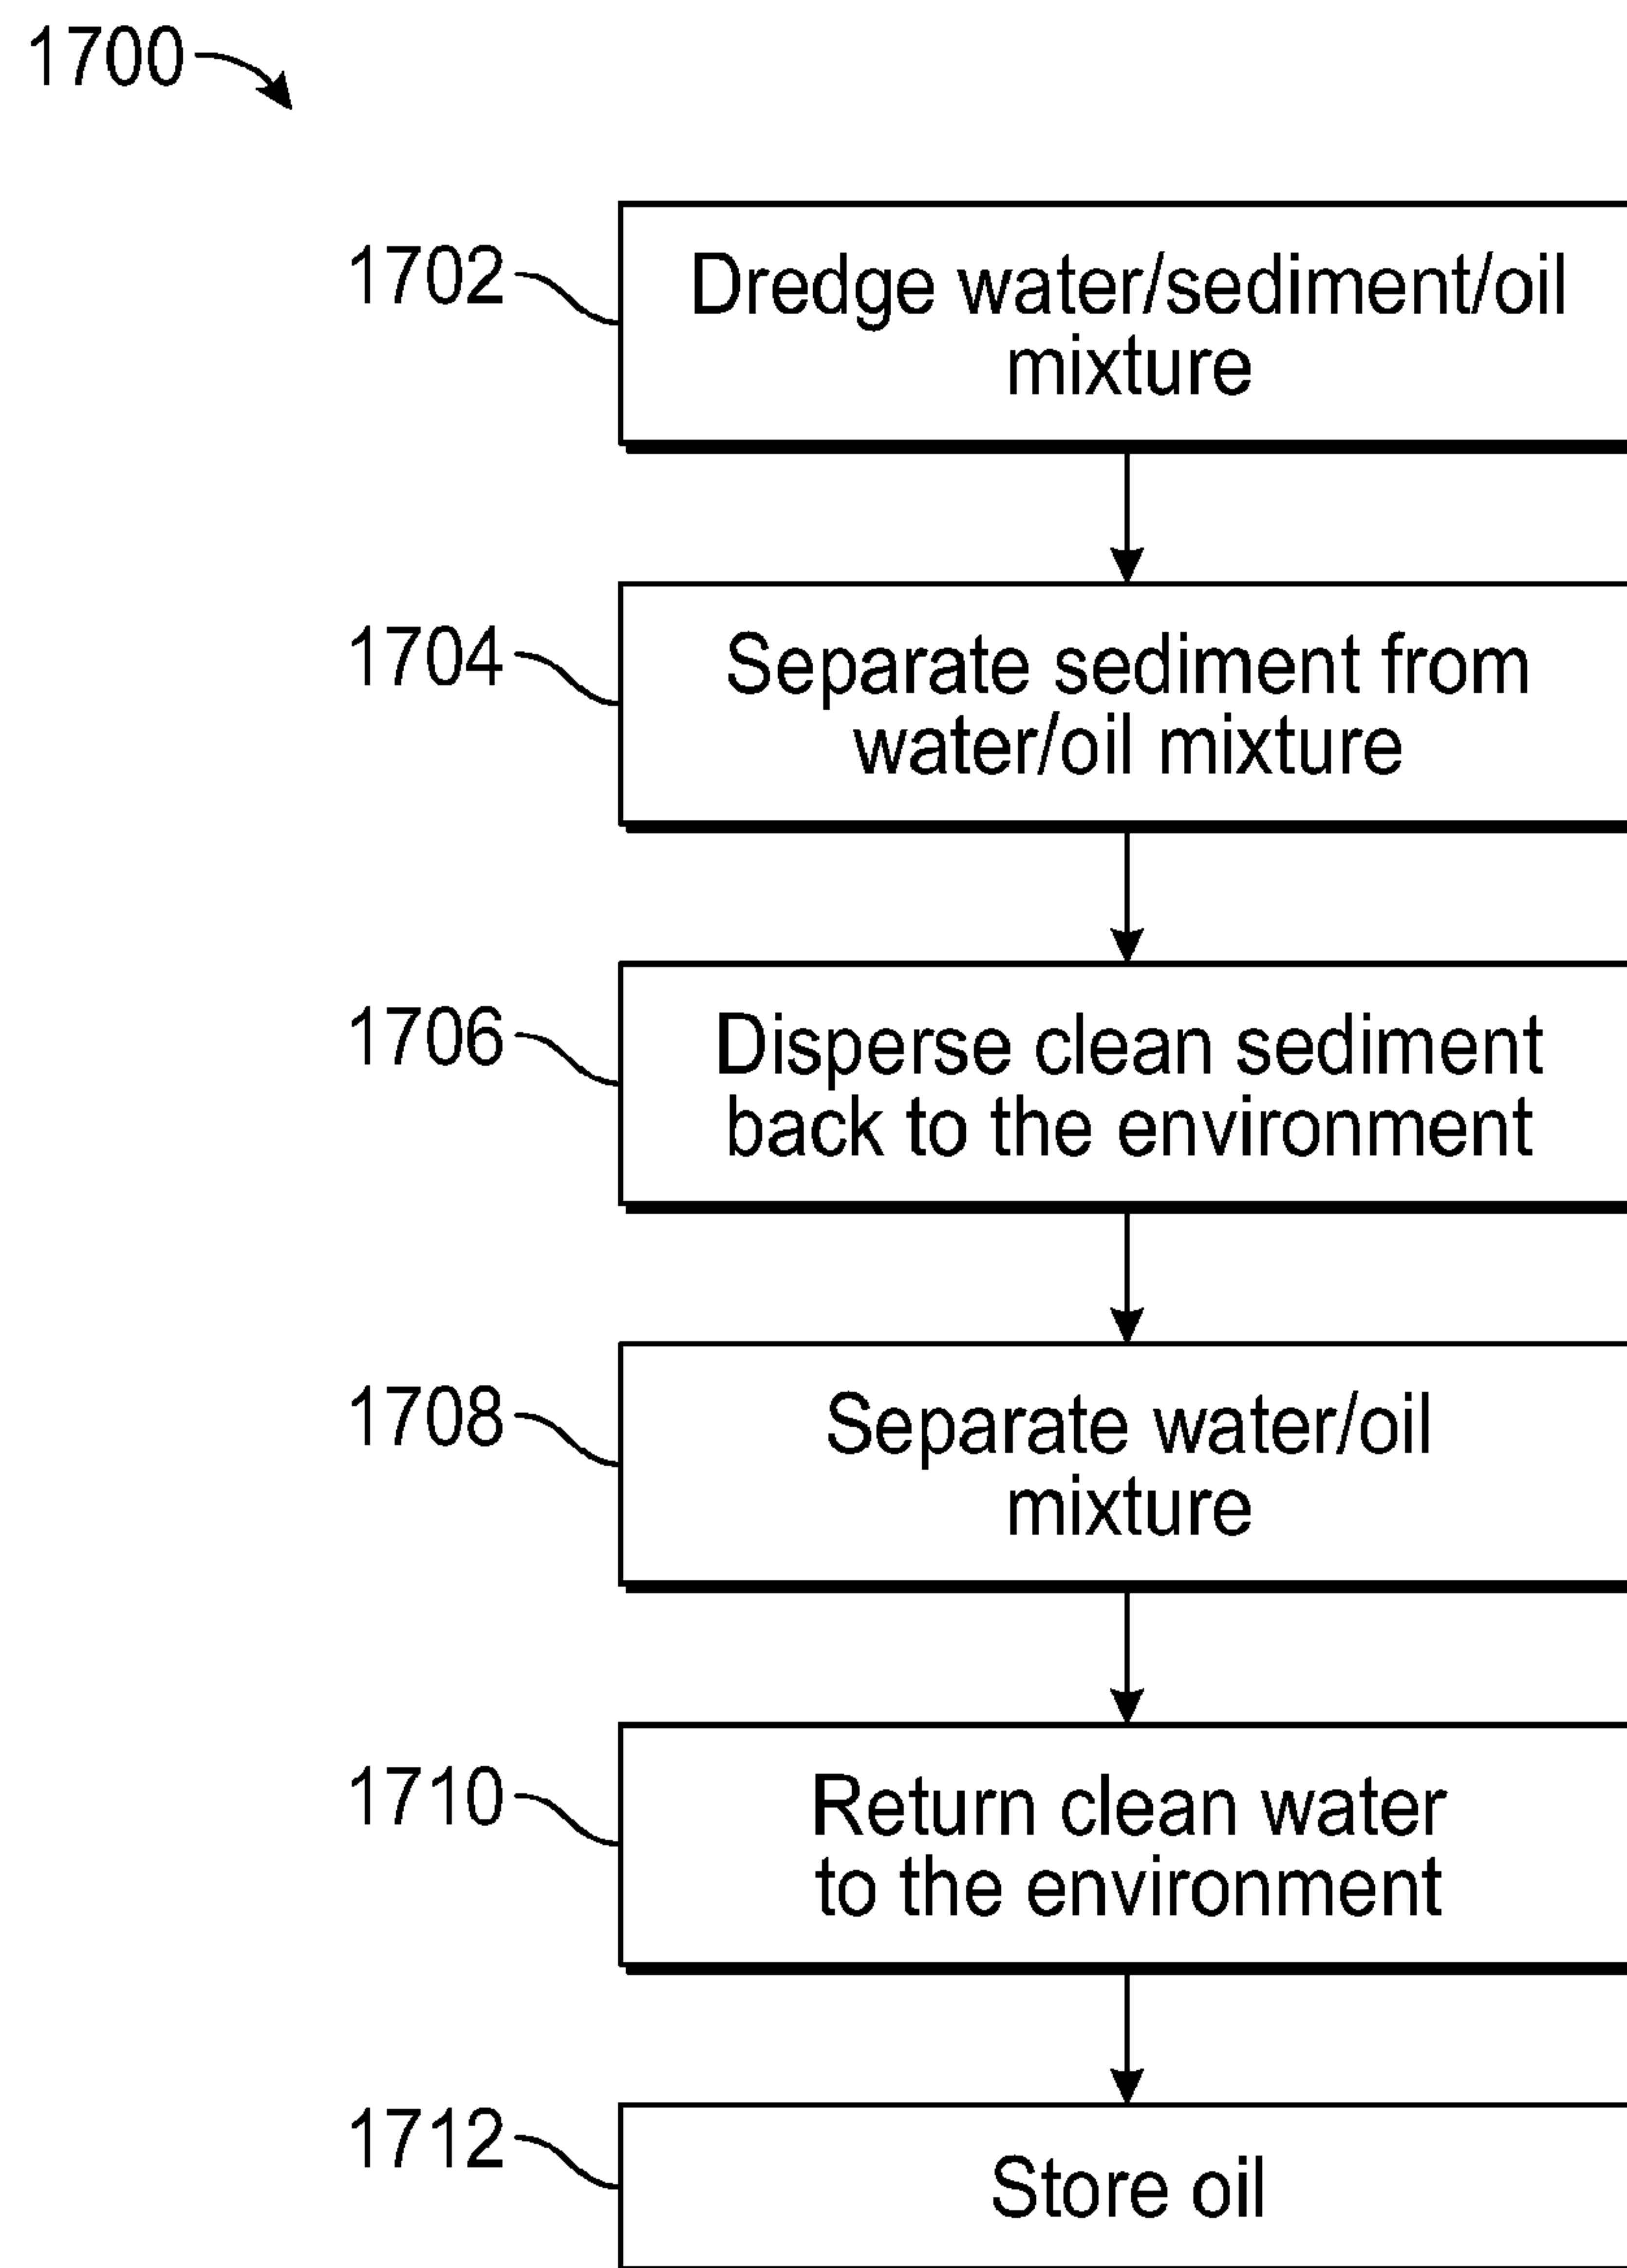 1700
1702
Dredge water/sediment/oil
mixture
1704
Separate sediment from
water/oil mixture
1706
Disperse clean sediment
back to the environment
1708
Separate water/oil
mixture
1710
Return clean water
to the environment
1712
Store oil